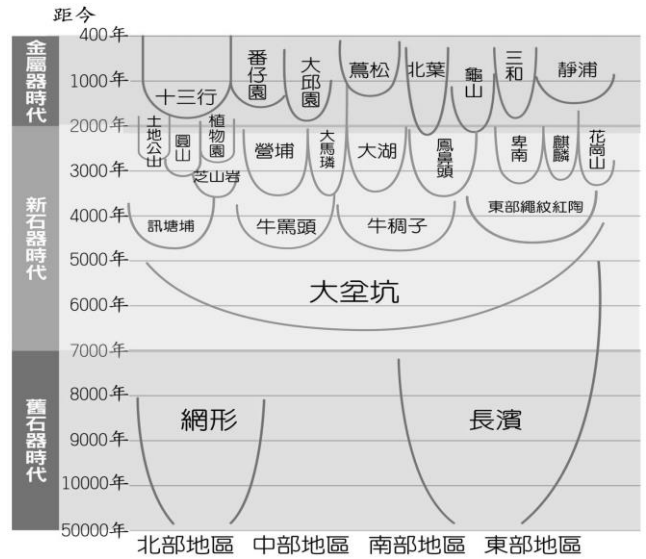 距今
400年
1000年
2000年
3000年
4000年
5000年
6000年
7000年
8000年
9000年
10000年
50000年
金屬器時代
新石器時代
舊石器時代
十三行
番仔園
大邱園
蔦松
北葉
龜山
三和
靜浦
土地公山
圓山
植物園
芝山岩
營埔
大馬璘
大湖
鳳鼻頭
卑南
麒麟
花崗山
訊塘埔
牛罵頭
牛稠子
東部繩紋紅陶
大坌坑
網形
長濱
北部地區
中部地區
南部地區
東部地區